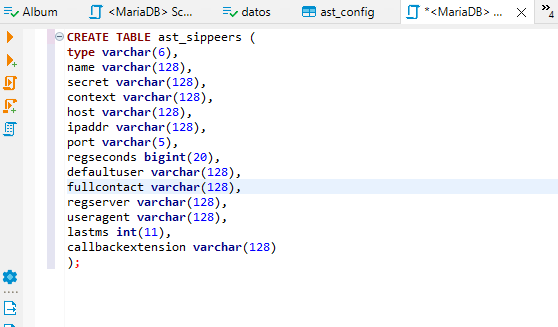 Album
<MariaDB> Sc...
datos
ast_config
*<MariaDB> ...
4
CREATE TABLE ast_sippeers (
type varchar(6),
name varchar(128),
secret varchar(128),
context varchar(128),
host varchar(128),
ipaddr varchar(128),
port varchar(5),
regseconds bigint(20),
defaultuser varchar(128),
fullcontact varchar(128),
regserver varchar(128),
useragent varchar(128),
lastms int(11),
callbackextension varchar(128)
);